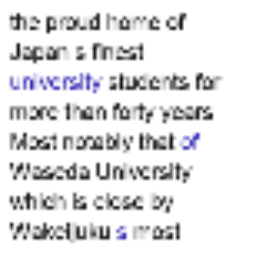 the proud home of
Japan s finest
university students for
more than forty years
Most notably that of
Waseda University
which is close by
Wakeijuku s most